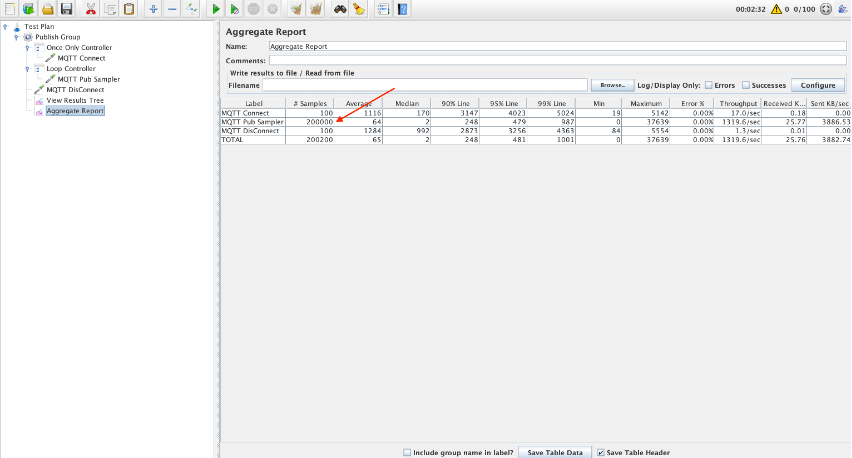 00:02:32 0 0/100
Test Plan
Publish Group
Once Only Controller
MQTT Connect
Loop Controller
MQTT Pub Sampler
MQTT DisConnect
View Results Tree
Aggregate Report
Aggregate Report
Name: Aggregate Report
Comments:
Write results to file / Read from file
Filename Browse... Log/Display Only: Errors Successes Configure
Label # Samples Average Median 90% Line 95% Line 99% Line Min Maximum Error % Throughput Received K... Sent KB/sec
MQTT Connect 100 1116 170 3147 4023 5024 19 5142 0.00% 17.0/sec 0.18 0.00
MQTT Pub Sampler 200000 64 2 248 479 987 0 37639 0.00% 1319.6/sec 25.77 3886.53
MQTT DisConnect 100 1284 992 2873 3256 4363 84 5554 0.00% 1.3/sec 0.01 0.00
TOTAL 200200 65 2 248 481 1001 0 37639 0.00% 1319.6/sec 25.76 3882.74
Include group name in label? Save Table Data Save Table Header